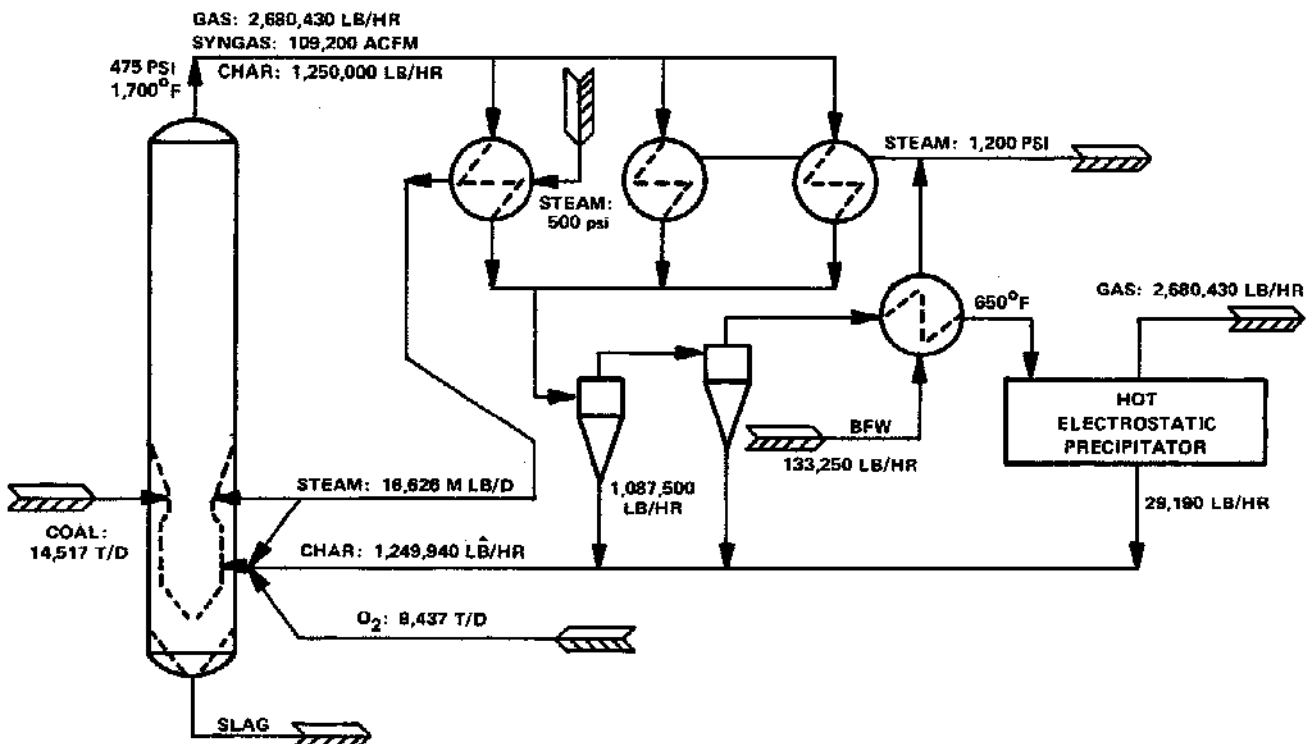 GAS: 2,680,430 LB/HR
SYNGAS: 109,200 ACFM
475 PSI
1,700°F
CHAR: 1,250,000 LB/HR
STEAM: 1,200 PSI
STEAM:
500 psi
650°F
GAS: 2,680,430 LB/HR
HOT
ELECTROSTATIC
PRECIPITATOR
BFW
133,250 LB/HR
STEAM: 16,626 M LB/D
1,087,500
LB/HR
29,190 LB/HR
COAL:
14,517 T/D
CHAR: 1,249,940 LB/HR
O₂: 8,437 T/D
SLAG